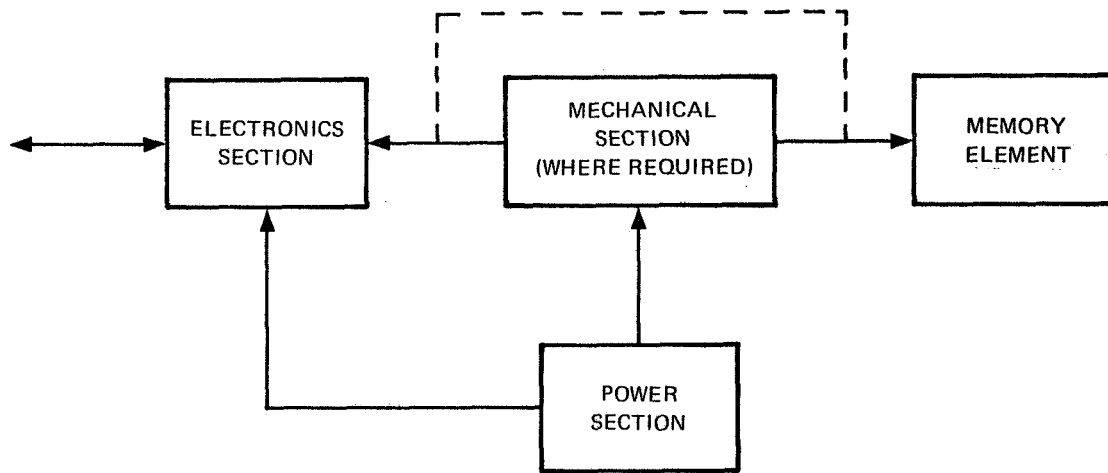 ELECTRONICS
SECTION
MECHANICAL
SECTION
(WHERE REQUIRED)
MEMORY
ELEMENT
POWER
SECTION